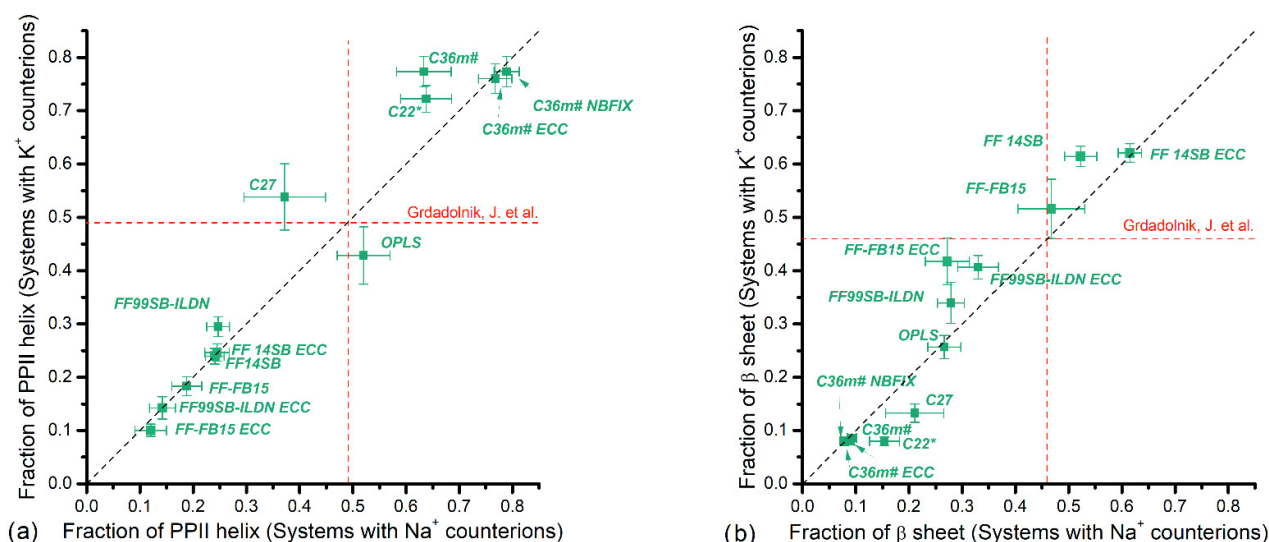 Fraction of PPII helix (Systems with K+ counterions)
0.8
0.7
0.6
0.5
0.4
0.3
0.2
0.1
0.0
C36m#
C22*
C36m# NBFIX
C36m# ECC
C27
Grdadolnik, J. et al.
OPLS
FF99SB-ILDN
FF 14SB ECC
FF14SB
FF-FB15
FF99SB-ILDN ECC
FF-FB15 ECC
0.0 0.1 0.2 0.3 0.4 0.5 0.6 0.7 0.8
(a) Fraction of PPII helix (Systems with Na+ counterions)
Fraction of β sheet (Systems with K+ counterions)
0.8
0.7
0.6
0.5
0.4
0.3
0.2
0.1
0.0
FF 14SB
FF 14SB ECC
FF-FB15
Grdadolnik, J. et al.
FF-FB15 ECC
FF99SB-ILDN ECC
FF99SB-ILDN
OPLS
C36m# NBFIX
C27
C36m#
C22*
C36m# ECC
0.0 0.1 0.2 0.3 0.4 0.5 0.6 0.7 0.8
(b) Fraction of β sheet (Systems with Na+ counterions)